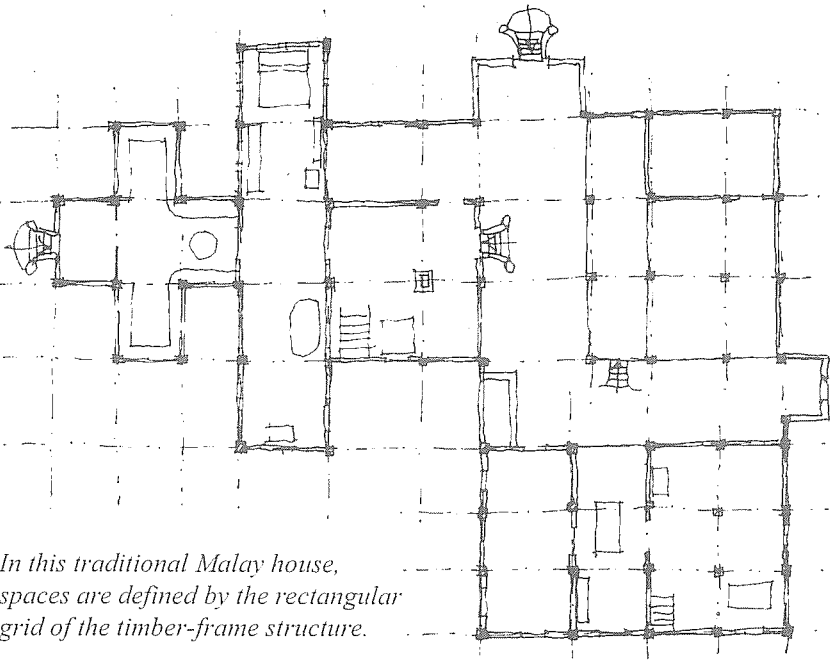 In this traditional Malay house,
spaces are defined by the rectangular
grid of the timber-frame structure.